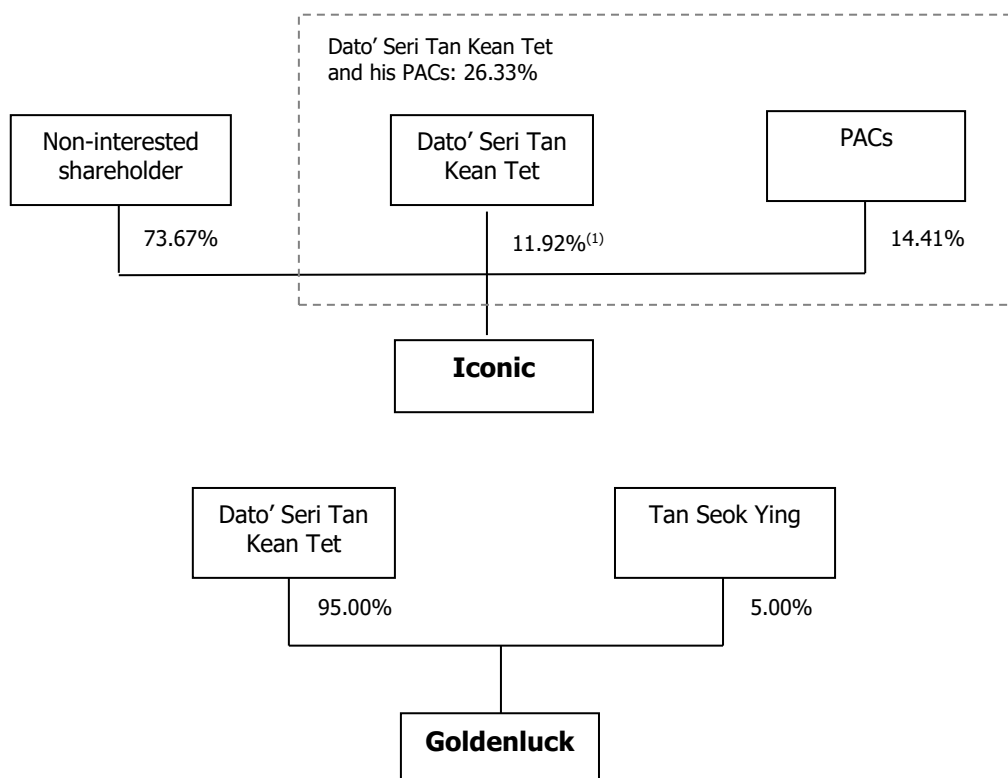 Dato’ Seri Tan Kean Tet
and his PACs: 26.33%
Non-interested
shareholder
Dato’ Seri Tan
Kean Tet
PACs
73.67%
11.92%(1)
14.41%
Iconic
Dato’ Seri Tan
Kean Tet
Tan Seok Ying
95.00%
5.00%
Goldenluck